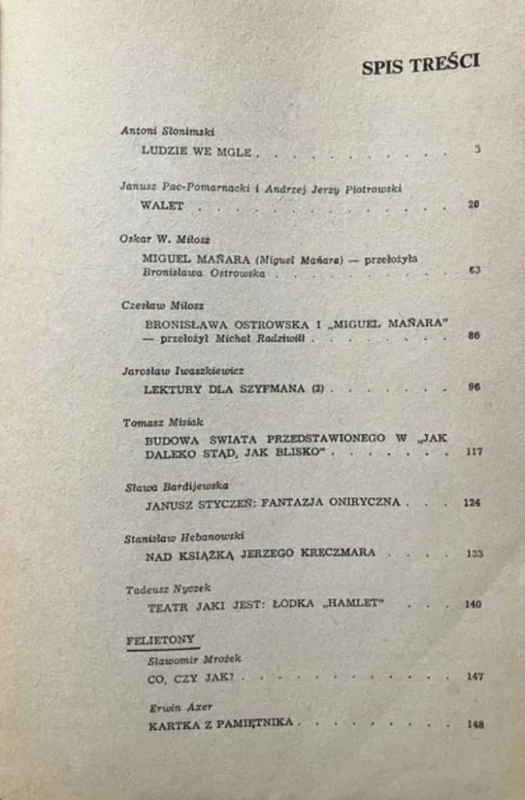 SPIS TREŚCI
Antoni Słonimski
LUDZIE WE MGLE . . . . . . . . . . . 3
Janusz Pac-Pomarnacki i Andrzej Jerzy Piotrowski
WALET . . . . . . . . . . . . . . 20
Oskar W. Miłosz
MIGUEL MAÑARA (Miguel Mañara) — przełożyła
Bronisława Ostrowska . . . . . . . . . . 63
Czesław Miłosz
BRONISŁAWA OSTROWSKA I „MIGUEL MAÑARA”
— przełożył Michał Radziwiłł . . . . . . . . 86
Jarosław Iwaszkiewicz
LEKTURY DLA SZYFMANA (2) . . . . . . . 96
Tomasz Misiak
BUDOWA ŚWIATA PRZEDSTAWIONEGO W „JAK
DALEKO STĄD, JAK BLISKO” . . . . . . . 117
Sława Bardijewska
JANUSZ STYCZEŃ: FANTAZJA ONIRYCZNA . . . 124
Stanisław Hebanowski
NAD KSIĄŻKĄ JERZEGO KRECZMARA . . . . 133
Tadeusz Nyczek
TEATR JAKI JEST: ŁÓDKA „HAMLET” . . . 140
FELIETONY
Sławomir Mrożek
CO, CZY JAK? . . . . . . . . . . . . 147
Erwin Axer
KARTKA Z PAMIĘTNIKA . . . . . . . . . 148